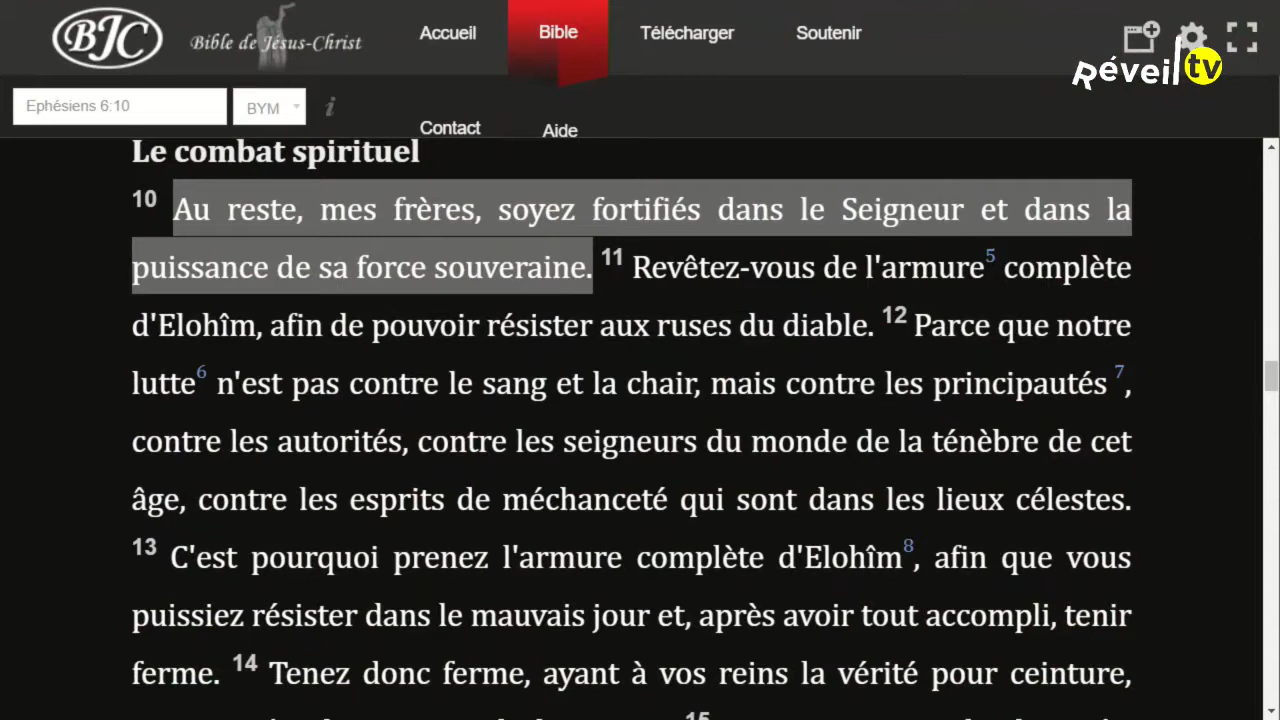 BJC Bible de Jésus-Christ Accueil Bible Télécharger Soutenir
Réveil tv
Ephésiens 6:10 BYM i Contact Aide
Le combat spirituel
10 Au reste, mes frères, soyez fortifiés dans le Seigneur et dans la
puissance de sa force souveraine. 11 Revêtez-vous de l'armure5 complète
d'Elohîm, afin de pouvoir résister aux ruses du diable. 12 Parce que notre
lutte6 n'est pas contre le sang et la chair, mais contre les principautés 7,
contre les autorités, contre les seigneurs du monde de la ténèbre de cet
âge, contre les esprits de méchanceté qui sont dans les lieux célestes.
13 C'est pourquoi prenez l'armure complète d'Elohîm8, afin que vous
puissiez résister dans le mauvais jour et, après avoir tout accompli, tenir
ferme. 14 Tenez donc ferme, ayant à vos reins la vérité pour ceinture,
15